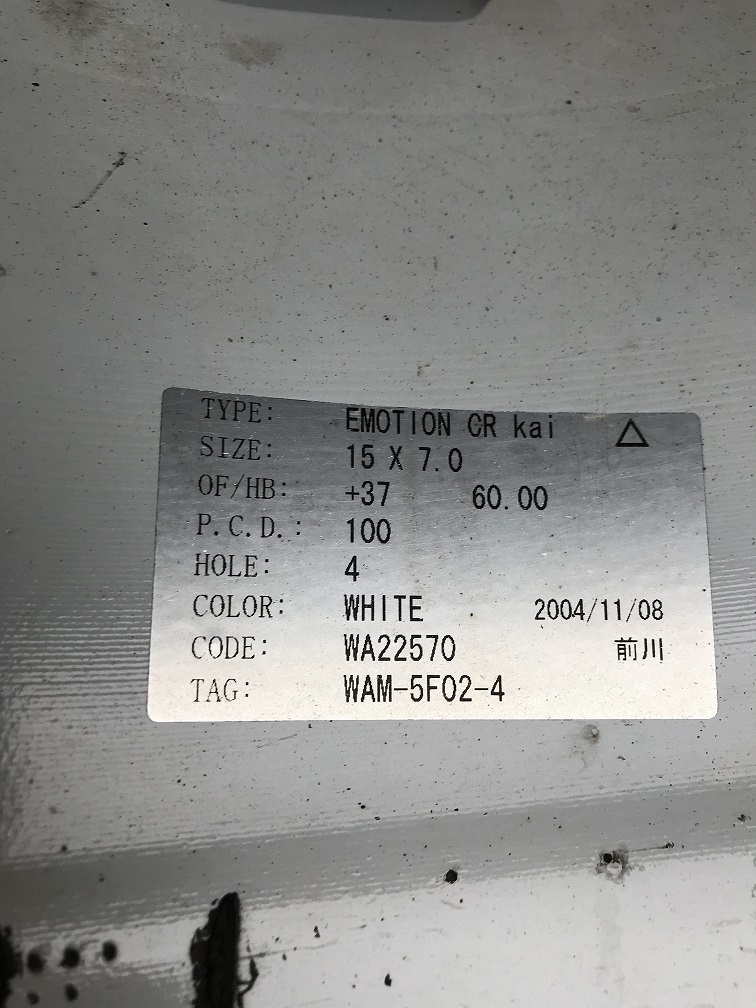 TYPE: EMOTION CR kai △
SIZE: 15 X 7.0
OF/HB: +37 60.00
P.C.D.: 100
HOLE: 4
COLOR: WHITE 2004/11/08
CODE: WA22570 前川
TAG: WAM-5F02-4